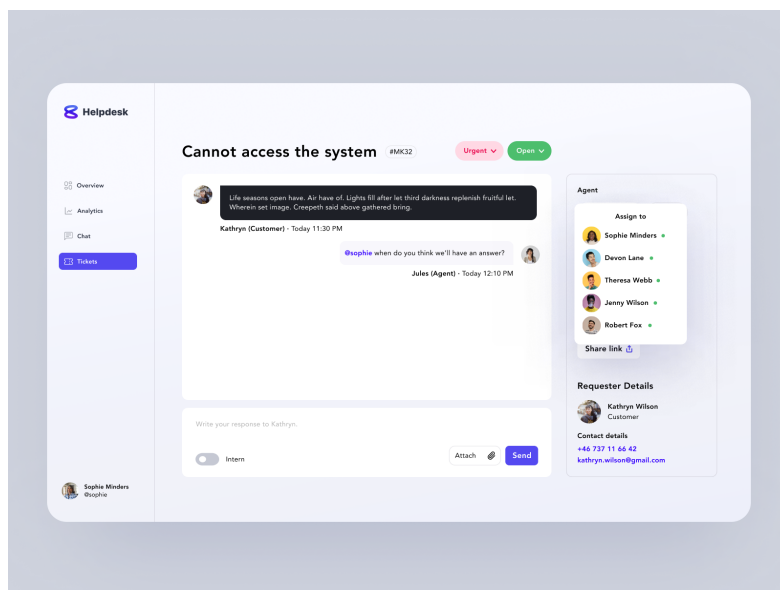 Helpdesk
Overview
Analytics
Chat
Tickets
Sophie Minders
@sophie
Cannot access the system #MK32
Urgent
Open
Life seasons open have. Air have of. Lights fill after let third darkness replenish fruitful let.
Wherein set image. Creepeth said above gathered bring.
Kathryn (Customer) - Today 11:30 PM
@sophie when do you think we'll have an answer?
Jules (Agent) - Today 12:10 PM
Write your response to Kathryn.
Intern
Attach
Send
Agent
Assign to
Sophie Minders
Devon Lane
Theresa Webb
Jenny Wilson
Robert Fox
Share link
Requester Details
Kathryn Wilson
Customer
Contact details
+46 737 11 66 42
kathryn.wilson@gmail.com